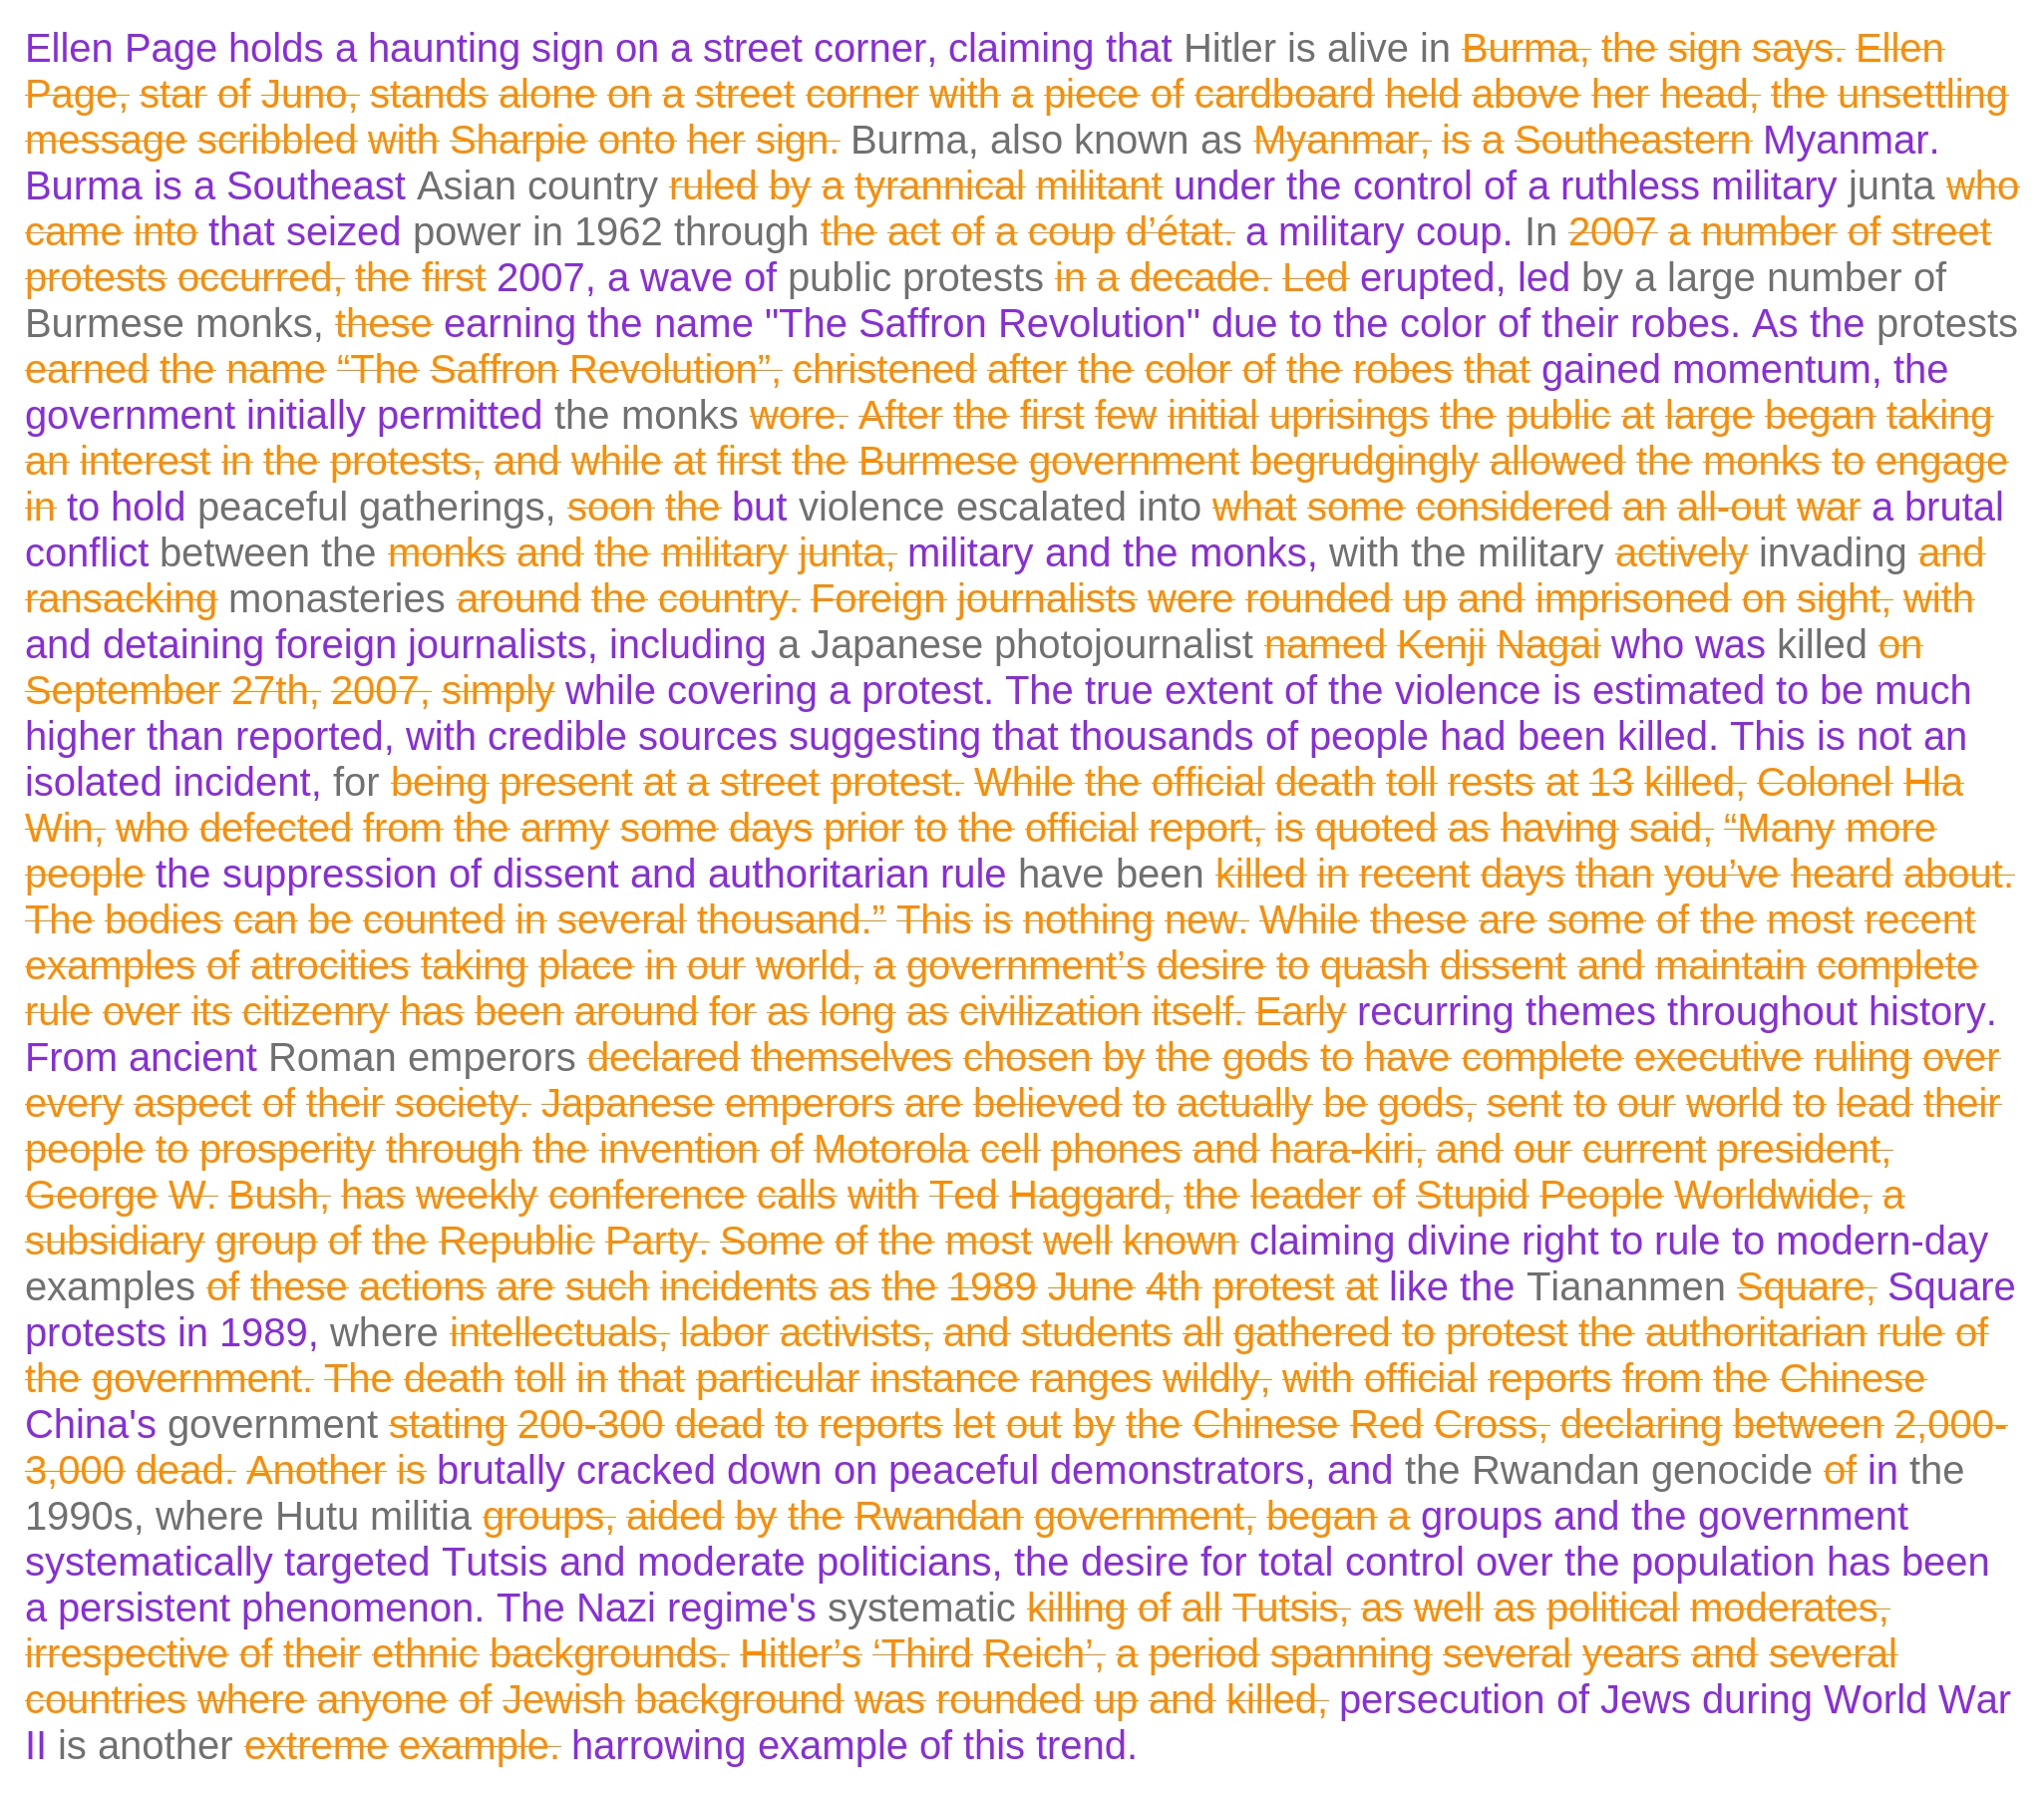 Ellen Page holds a haunting sign on a street corner, claiming that Hitler is alive in Burma, the sign says. Ellen
Page, star of Juno, stands alone on a street corner with a piece of cardboard held above her head, the unsettling
message scribbled with Sharpie onto her sign. Burma, also known as Myanmar, is a Southeastern Myanmar.
Burma is a Southeast Asian country ruled by a tyrannical militant under the control of a ruthless military junta who
came into that seized power in 1962 through the act of a coup d’état. a military coup. In 2007 a number of street
protests occurred, the first 2007, a wave of public protests in a decade. Led erupted, led by a large number of
Burmese monks, these earning the name "The Saffron Revolution" due to the color of their robes. As the protests
earned the name “The Saffron Revolution”, christened after the color of the robes that gained momentum, the
government initially permitted the monks wore. After the first few initial uprisings the public at large began taking
an interest in the protests, and while at first the Burmese government begrudgingly allowed the monks to engage
in to hold peaceful gatherings, soon the but violence escalated into what some considered an all-out war a brutal
conflict between the monks and the military junta, military and the monks, with the military actively invading and
ransacking monasteries around the country. Foreign journalists were rounded up and imprisoned on sight, with
and detaining foreign journalists, including a Japanese photojournalist named Kenji Nagai who was killed on
September 27th, 2007, simply while covering a protest. The true extent of the violence is estimated to be much
higher than reported, with credible sources suggesting that thousands of people had been killed. This is not an
isolated incident, for being present at a street protest. While the official death toll rests at 13 killed, Colonel Hla
Win, who defected from the army some days prior to the official report, is quoted as having said, “Many more
people the suppression of dissent and authoritarian rule have been killed in recent days than you’ve heard about.
The bodies can be counted in several thousand.” This is nothing new. While these are some of the most recent
examples of atrocities taking place in our world, a government’s desire to quash dissent and maintain complete
rule over its citizenry has been around for as long as civilization itself. Early recurring themes throughout history.
From ancient Roman emperors declared themselves chosen by the gods to have complete executive ruling over
every aspect of their society. Japanese emperors are believed to actually be gods, sent to our world to lead their
people to prosperity through the invention of Motorola cell phones and hara-kiri, and our current president,
George W. Bush, has weekly conference calls with Ted Haggard, the leader of Stupid People Worldwide, a
subsidiary group of the Republic Party. Some of the most well known claiming divine right to rule to modern-day
examples of these actions are such incidents as the 1989 June 4th protest at like the Tiananmen Square, Square
protests in 1989, where intellectuals, labor activists, and students all gathered to protest the authoritarian rule of
the government. The death toll in that particular instance ranges wildly, with official reports from the Chinese
China's government stating 200-300 dead to reports let out by the Chinese Red Cross, declaring between 2,000-
3,000 dead. Another is brutally cracked down on peaceful demonstrators, and the Rwandan genocide of in the
1990s, where Hutu militia groups, aided by the Rwandan government, began a groups and the government
systematically targeted Tutsis and moderate politicians, the desire for total control over the population has been
a persistent phenomenon. The Nazi regime's systematic killing of all Tutsis, as well as political moderates,
irrespective of their ethnic backgrounds. Hitler’s ‘Third Reich’, a period spanning several years and several
countries where anyone of Jewish background was rounded up and killed, persecution of Jews during World War
II is another extreme example. harrowing example of this trend.